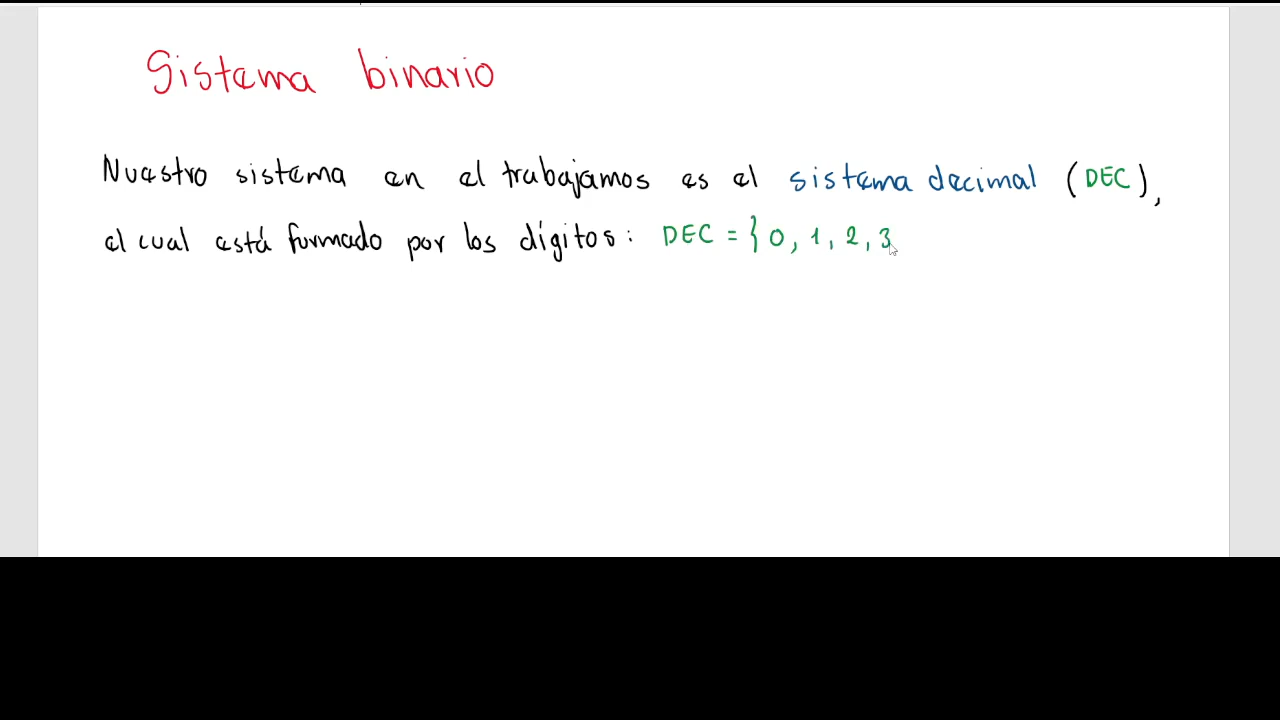 Sistema binario
Nuestro sistema en el trabajamos es el sistema decimal (DEC),
el cual está formado por los dígitos: DEC = } 0, 1, 2, 3